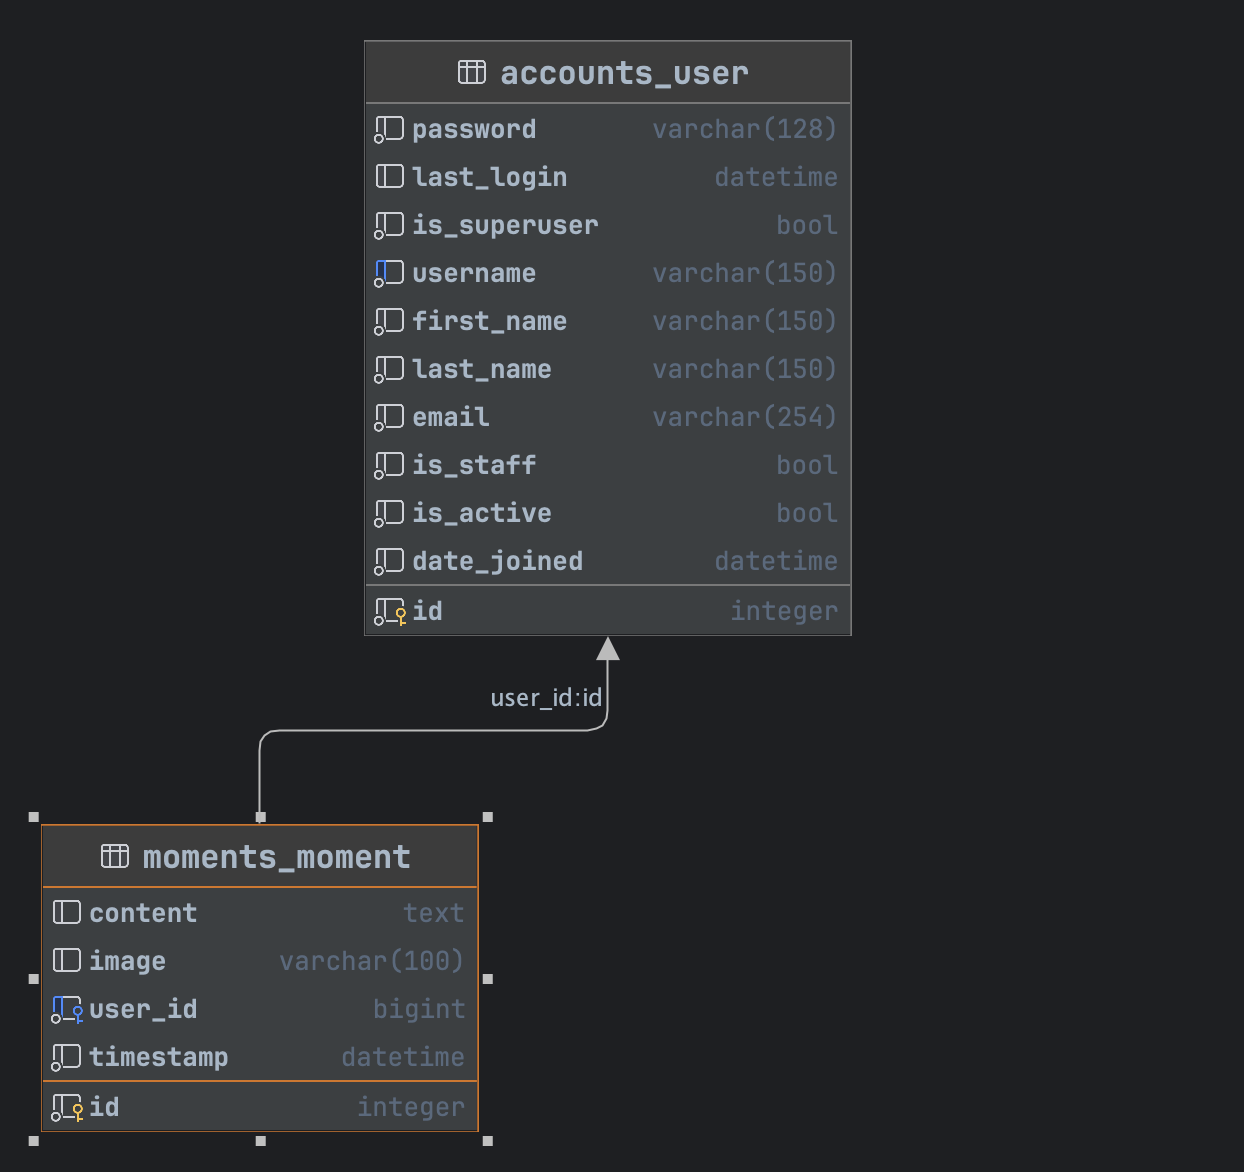 accounts_user
password varchar(128)
last_login datetime
is_superuser bool
username varchar(150)
first_name varchar(150)
last_name varchar(150)
email varchar(254)
is_staff bool
is_active bool
date_joined datetime
id integer
user_id:id
moments_moment
content text
image varchar(100)
user_id bigint
timestamp datetime
id integer